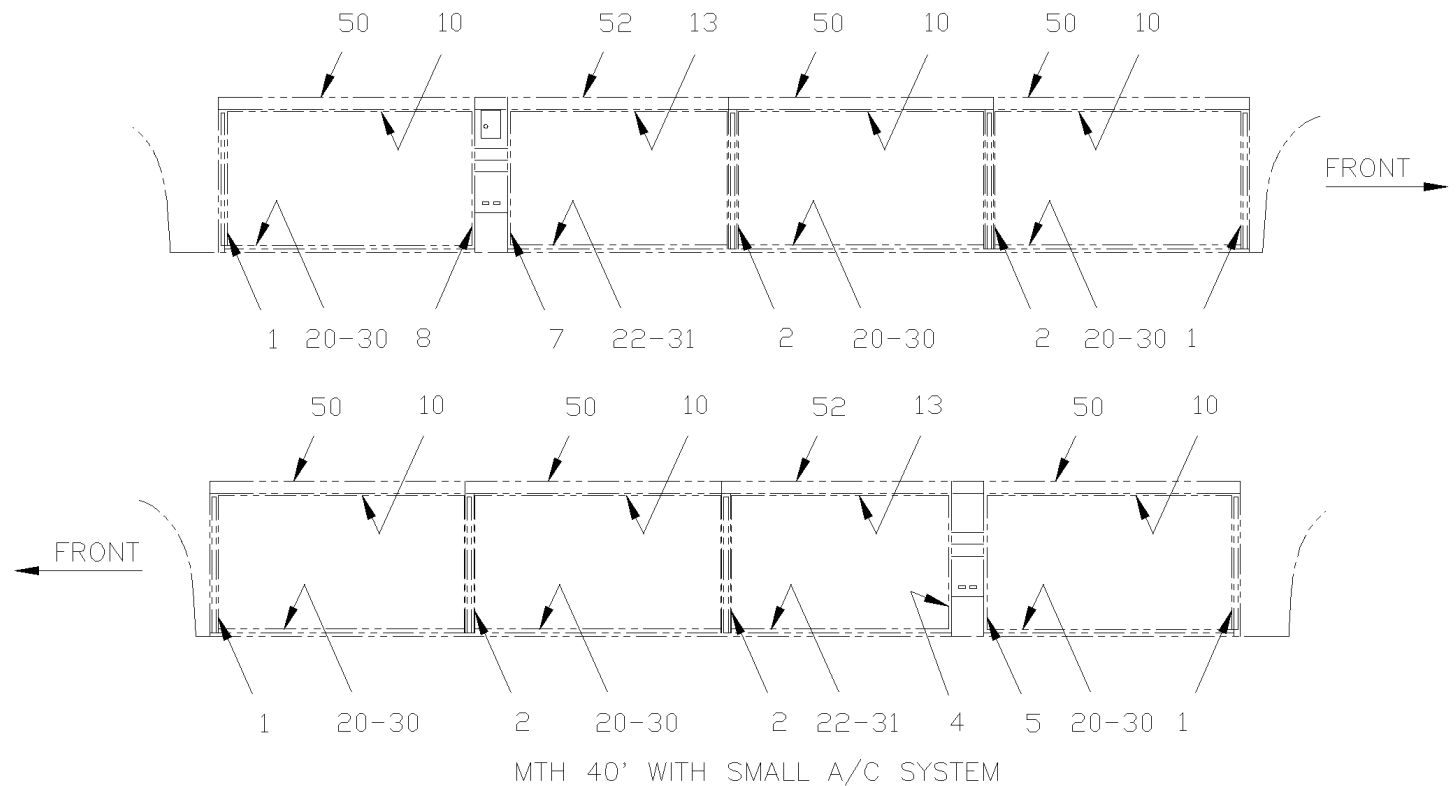 50 10 52 13 50 10 50 10
FRONT
1 20-30 8 7 22-31 2 20-30 2 20-30 1
50 10 50 10 52 13 50 10
FRONT
1 20-30 2 20-30 2 22-31 4 5 20-30 1
MTH 40' WITH SMALL A/C SYSTEM